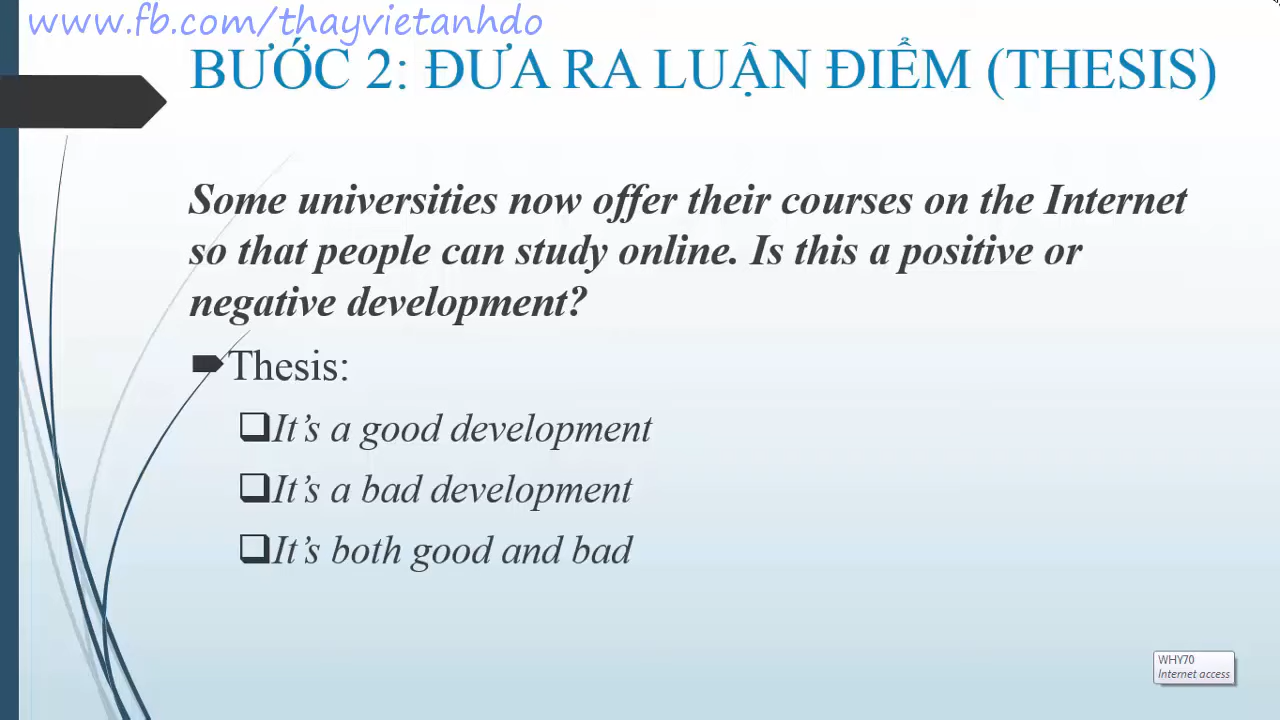 www.fb.com/thayvietanhdo
BƯỚC 2: ĐƯA RA LUẬN ĐIỂM (THESIS)
Some universities now offer their courses on the Internet
so that people can study online. Is this a positive or
negative development?
Thesis:
It’s a good development
It’s a bad development
It’s both good and bad
WHY70
Internet access